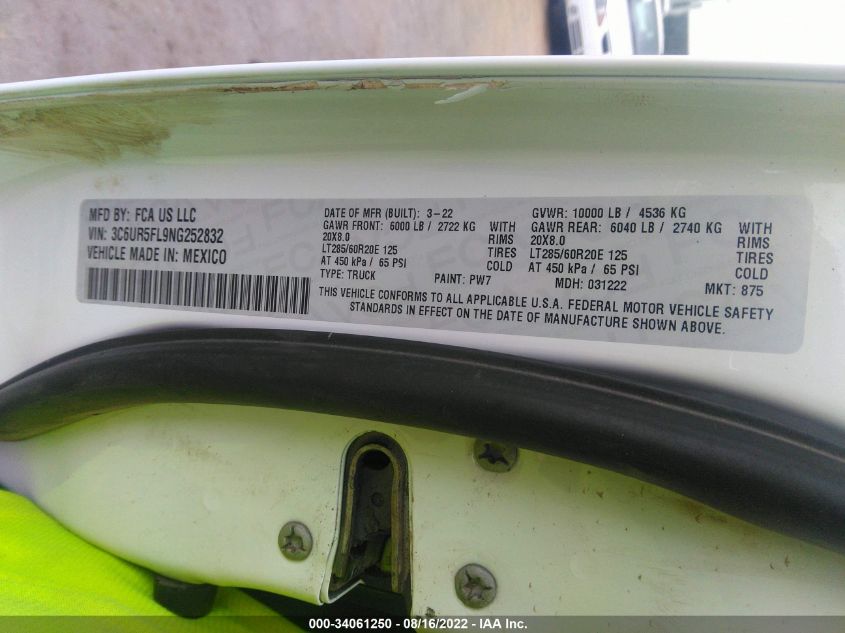 MFD BY: FCA US LLC
VIN: 3C6UR5FL9NG252832
VEHICLE MADE IN: MEXICO
DATE OF MFR (BUILT): 3-22
GAWR FRONT: 6000 LB / 2722 KG WITH
20X8.0 RIMS
LT285/60R20E 125 TIRES
AT 450 kPa / 65 PSI COLD
TYPE: TRUCK PAINT: PW7
GVWR: 10000 LB / 4536 KG
GAWR REAR: 6040 LB / 2740 KG WITH
20X8.0 RIMS
LT285/60R20E 125 TIRES
AT 450 kPa / 65 PSI COLD
MDH: 031222 MKT: 875
THIS VEHICLE CONFORMS TO ALL APPLICABLE U.S.A. FEDERAL MOTOR VEHICLE SAFETY
STANDARDS IN EFFECT ON THE DATE OF MANUFACTURE SHOWN ABOVE.
000-34061250 - 08/16/2022 - IAA Inc.